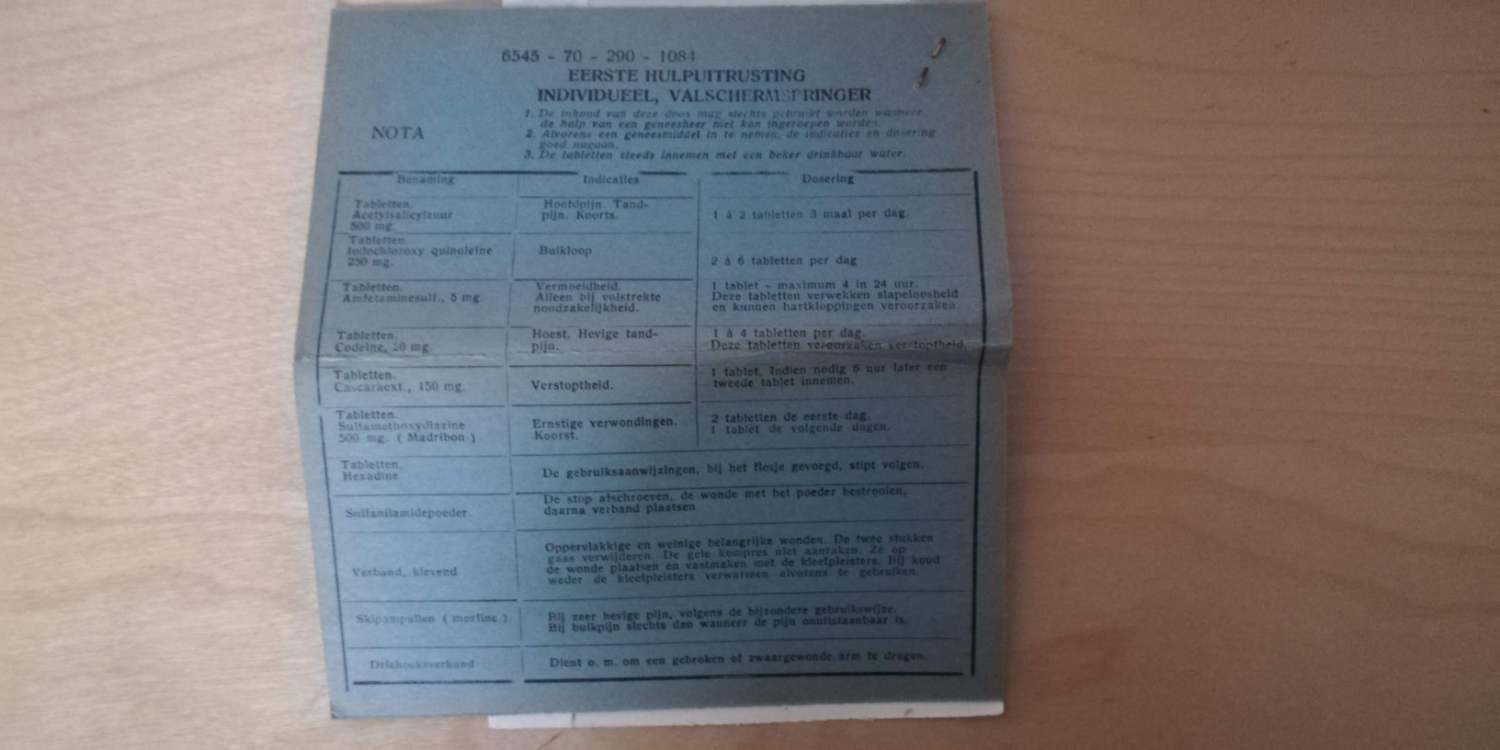 6545 - 70 - 290 - 1084
EERSTE HULPUITRUSTING
INDIVIDUEEL, VALSCHERMSPRINGER
NOTA
1. De inhoud van deze doos mag slechts gebruikt worden wanneer
de hulp van een geneesheer niet kan ingeroepen worden.
2. Alvorens een geneesmiddel in te nemen, de indicaties en dosering
goed nagaan.
3. De tabletten steeds innemen met een beker drinkbaar water.
Benaming
Indicaties
Dosering
Tabletten.
Acetylsalicylzuur
500 mg.
Hoofdpijn. Tand-
pijn. Koorts.
1 à 2 tabletten 3 maal per dag.
Tabletten.
Iodochloroxy quinoleine
250 mg.
Buikloop
2 à 6 tabletten per dag
Tabletten.
Amfetaminesulf., 5 mg
Vermoeidheid.
Alleen bij volstrekte
noodzakelijkheid.
1 tablet - maximum 4 in 24 uur.
Deze tabletten verwekken slapeloosheid
en kunnen hartkloppingen veroorzaken.
Tabletten.
Codeine, 20 mg.
Hoest. Hevige tand-
pijn.
1 à 4 tabletten per dag.
Deze tabletten veroorzaken verstoptheid.
Tabletten.
Cascaraext., 150 mg.
Verstoptheid.
1 tablet. Indien nodig 6 uur later een
tweede tablet innemen.
Tabletten.
Sulfamethoxydiazine
500 mg. ( Madribon )
Ernstige verwondingen.
Koorst.
2 tabletten de eerste dag.
1 tablet de volgende dagen.
Tabletten.
Hexadine
De gebruiksaanwijzingen, bij het flesje gevoegd, stipt volgen.
Sulfanilamidepoeder
De stop afschroeven, de wonde met het poeder bestrooien,
daarna verband plaatsen
Verband, klevend
Oppervlakkige en weinige belangrijke wonden. De twee stukken
gaas verwijderen. De gele kompres niet aanraken. Ze op
de wonde plaatsen en vastmaken met de kleefpleisters. Bij koud
weder de kleefpleisters verwarmen alvorens te gebruiken.
Skipampullen ( morfine )
Bij zeer hevige pijn, volgens de bijzondere gebruikswijze.
Bij buikpijn slechts dan wanneer de pijn onuitstaanbaar is.
Driehoeksverband
Dient o. m. om een gebroken of zwaargewonde arm te dragen.